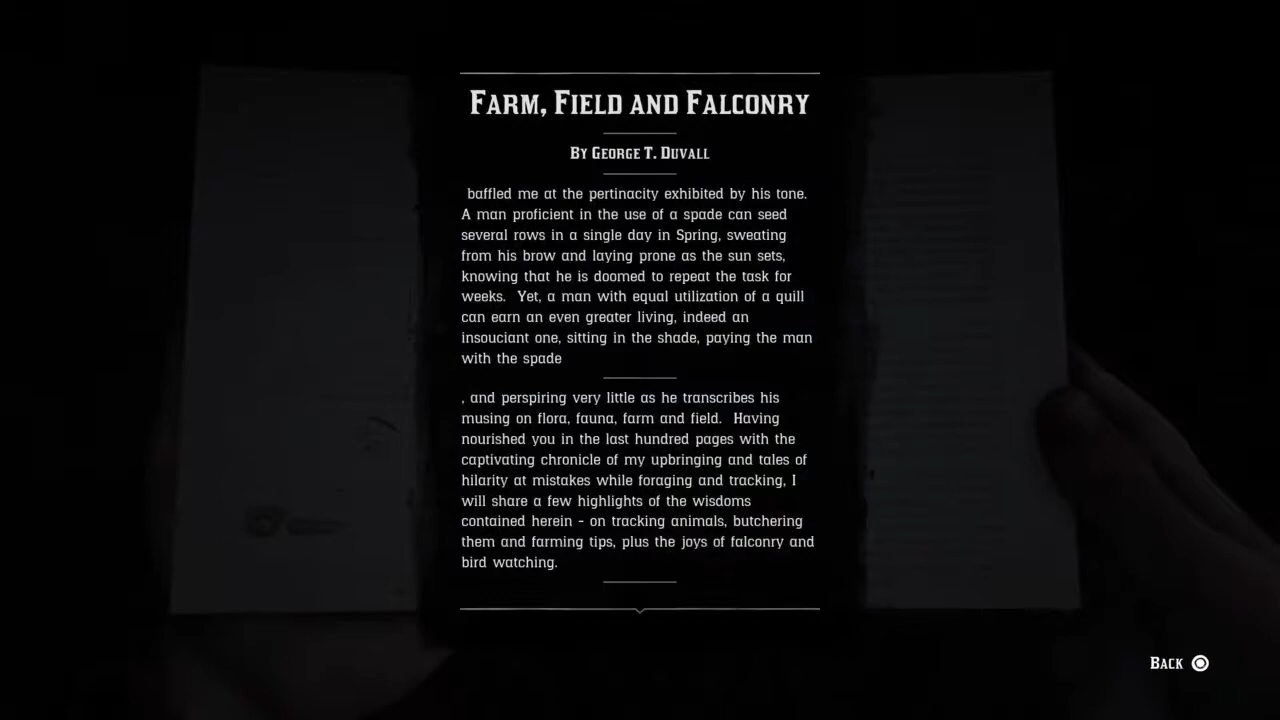 Farm, Field and Falconry
By George T. Duvall
baffled me at the pertinacity exhibited by his tone.
A man proficient in the use of a spade can seed
several rows in a single day in Spring, sweating
from his brow and laying prone as the sun sets,
knowing that he is doomed to repeat the task for
weeks.  Yet, a man with equal utilization of a quill
can earn an even greater living, indeed an
insouciant one, sitting in the shade, paying the man
with the spade
, and perspiring very little as he transcribes his
musing on flora, fauna, farm and field.  Having
nourished you in the last hundred pages with the
captivating chronicle of my upbringing and tales of
hilarity at mistakes while foraging and tracking, I
will share a few highlights of the wisdoms
contained herein - on tracking animals, butchering
them and farming tips, plus the joys of falconry and
bird watching.
Back